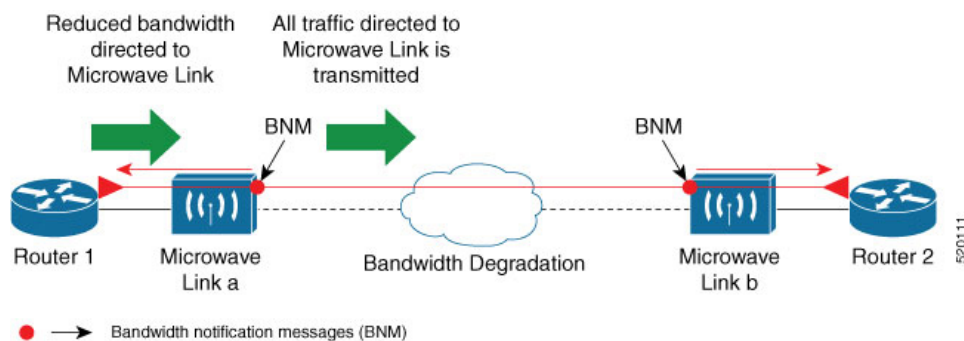 Reduced bandwidth
directed to
Microwave Link
All traffic directed to
Microwave Link is
transmitted
BNM
BNM
Router 1
Microwave
Link a
Bandwidth Degradation
Microwave
Link b
Router 2
520111
Bandwidth notification messages (BNM)